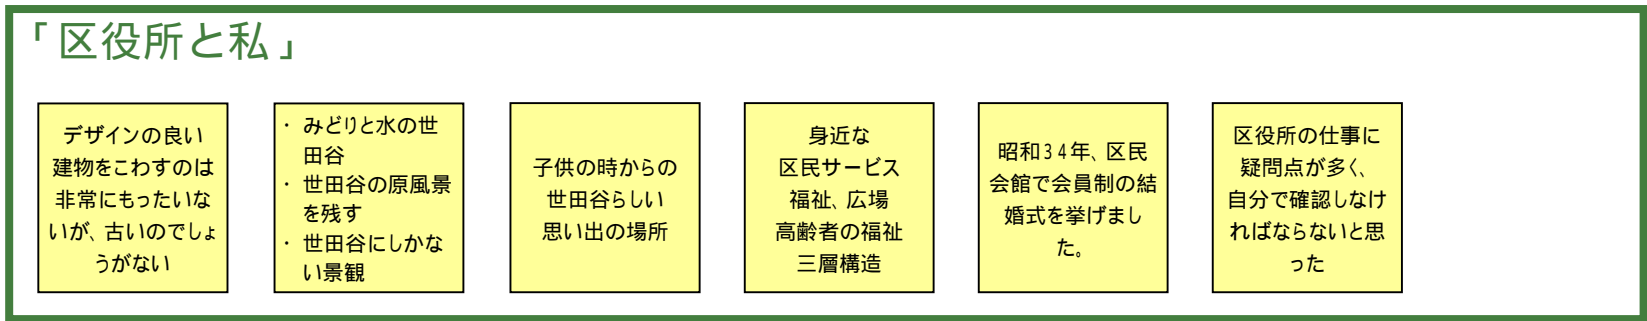 「区役所と私」
デザインの良い
建物をこわすのは
非常にもったいな
いが、古いのでしょ
うがない
・ みどりと水の世
田谷
・ 世田谷の原風景
を残す
・ 世田谷にしかな
い景観
子供の時からの
世田谷らしい
思い出の場所
身近な
区民サービス
福祉、広場
高齢者の福祉
三層構造
昭和34年、区民
会館で会員制の結
婚式を挙げまし
た。
区役所の仕事に
疑問点が多く、
自分で確認しなけ
ればならないと思
った